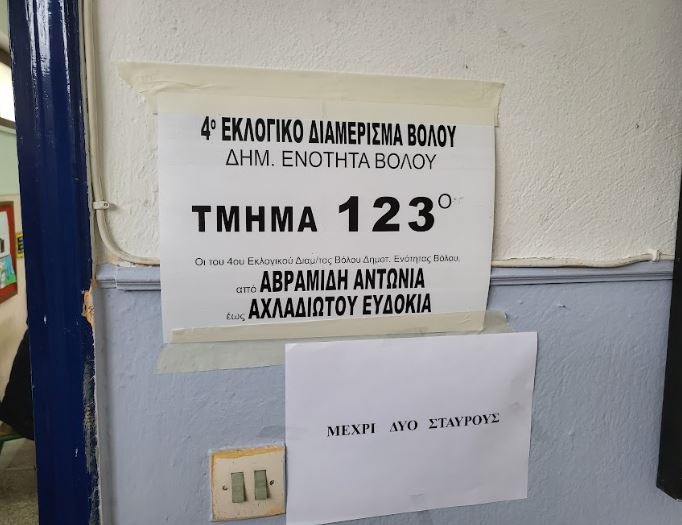 4ο ΕΚΛΟΓΙΚΟ ΔΙΑΜΕΡΙΣΜΑ ΒΟΛΟΥ
ΔΗΜ. ΕΝΟΤΗΤΑ ΒΟΛΟΥ
ΤΜΗΜΑ 123Ο
Οι του 4ου Εκλογικού Διαμ/τος Βόλου Δημοτ. Ενότητας Βόλου,
από ΑΒΡΑΜΙΔΗ ΑΝΤΩΝΙΑ
έως ΑΧΛΑΔΙΩΤΟΥ ΕΥΔΟΚΙΑ
ΜΕΧΡΙ ΔΥΟ ΣΤΑΥΡΟΥΣ